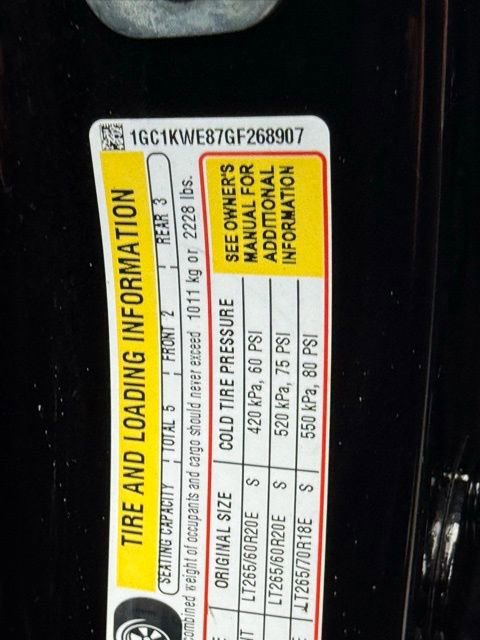 1GC1KWE87GF268907
TIRE AND LOADING INFORMATION
SEATING CAPACITY TOTAL 5 FRONT 2 REAR 3
combined weight of occupants and cargo should never exceed 1011 kg or 2228 lbs.
ORIGINAL SIZE COLD TIRE PRESSURE
LT265/60R20E S 420 kPa, 60 PSI
LT265/60R20E S 520 kPa, 75 PSI
LT265/70R18E S 550 kPa, 80 PSI
SEE OWNER'S
MANUAL FOR
ADDITIONAL
INFORMATION